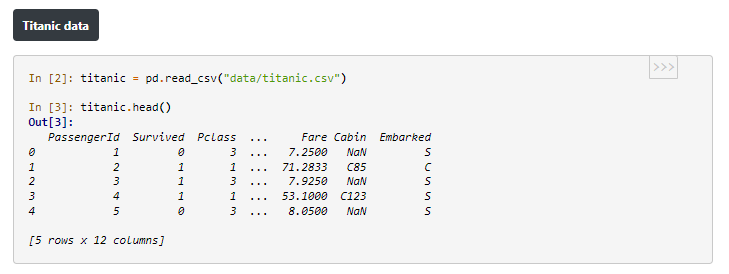 Titanic data
>>>
In [2]: titanic = pd.read_csv("data/titanic.csv")
In [3]: titanic.head()
Out[3]:
   PassengerId  Survived  Pclass  ...     Fare Cabin  Embarked
0            1         0       3  ...   7.2500   NaN         S
1            2         1       1  ...  71.2833   C85         C
2            3         1       3  ...   7.9250   NaN         S
3            4         1       1  ...  53.1000  C123         S
4            5         0       3  ...   8.0500   NaN         S
[5 rows x 12 columns]